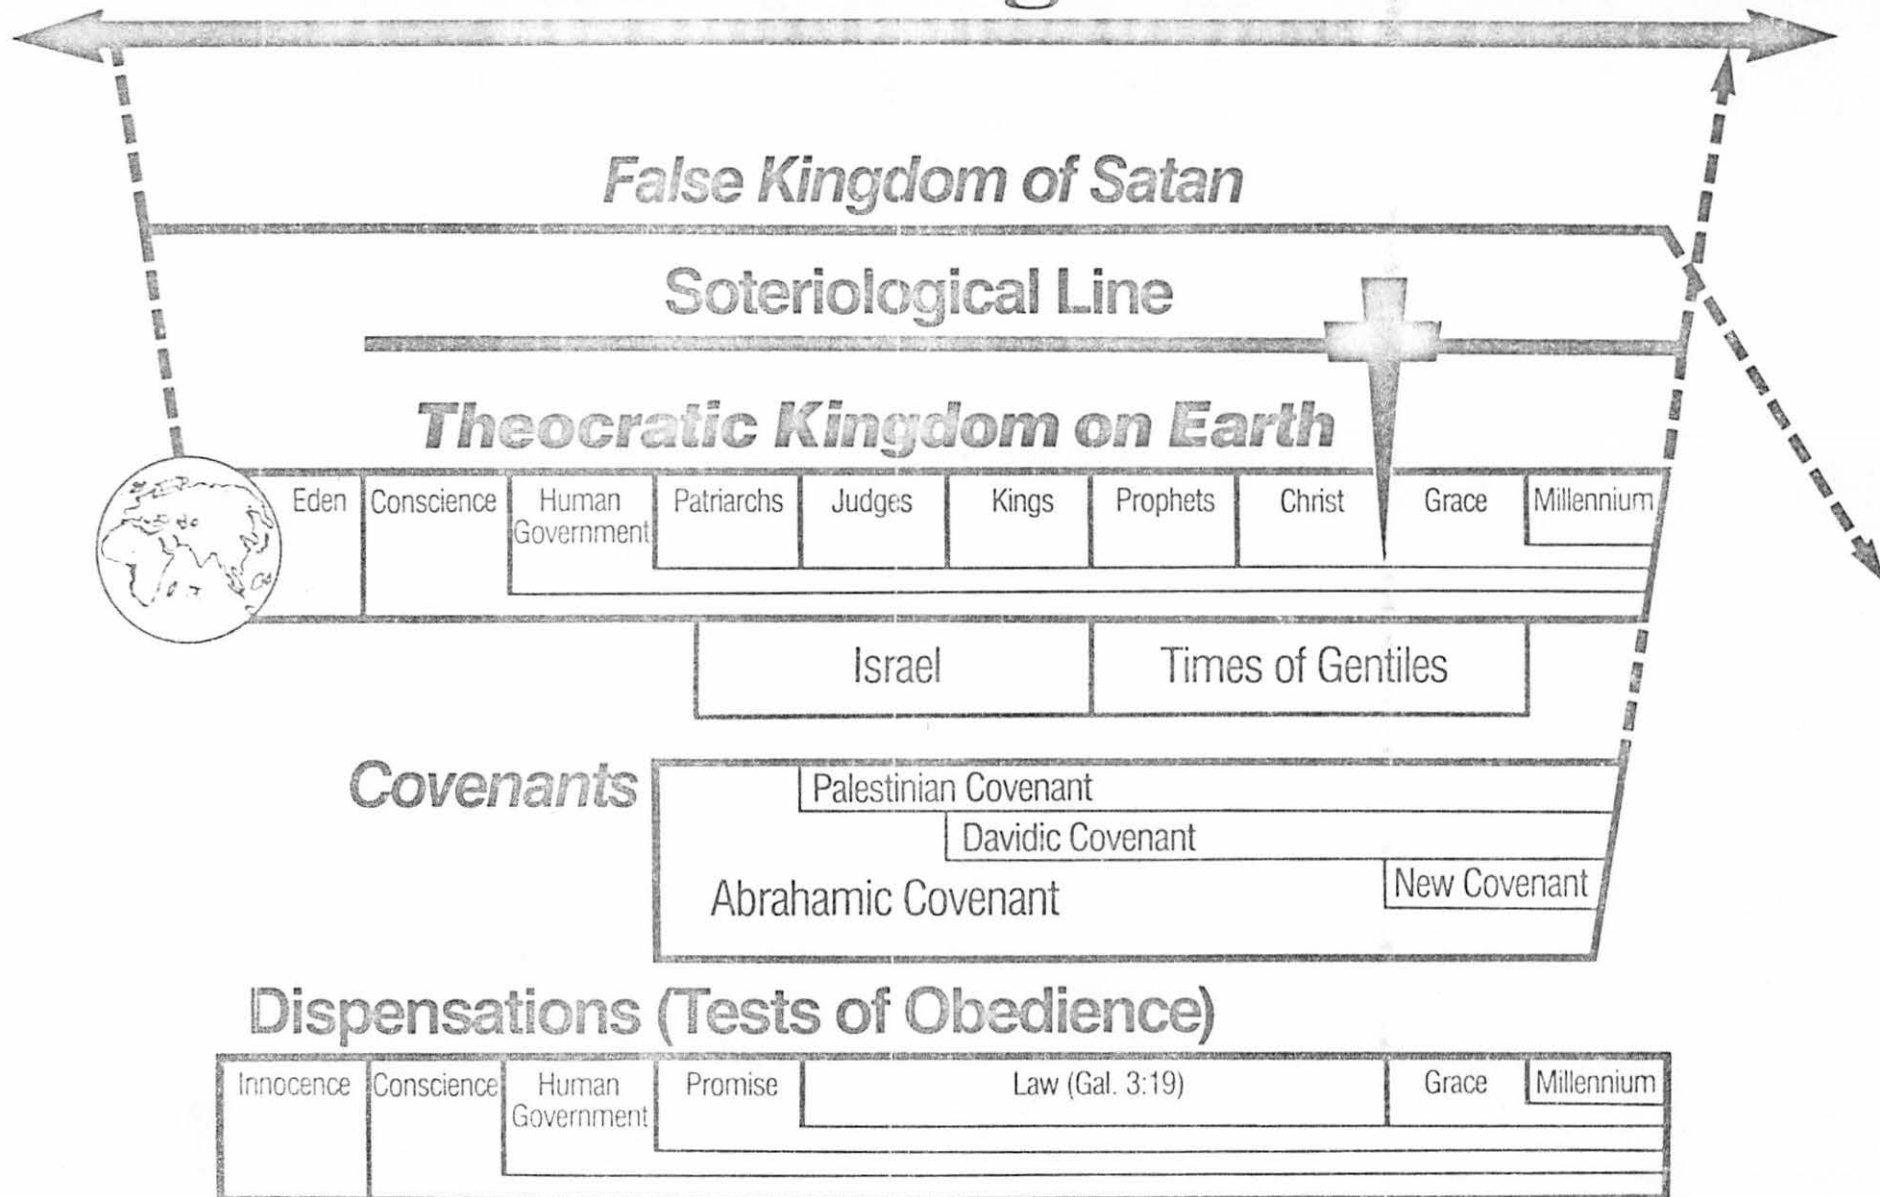 False Kingdom of Satan
Soteriological Line
Theocratic Kingdom on Earth
Eden
Conscience
Human
Government
Patriarchs
Judges
Kings
Prophets
Christ
Grace
Millennium
Israel
Times of Gentiles
Covenants
Palestinian Covenant
Davidic Covenant
New Covenant
Abrahamic Covenant
Dispensations (Tests of Obedience)
Innocence
Conscience
Human
Government
Promise
Law (Gal. 3:19)
Grace
Millennium